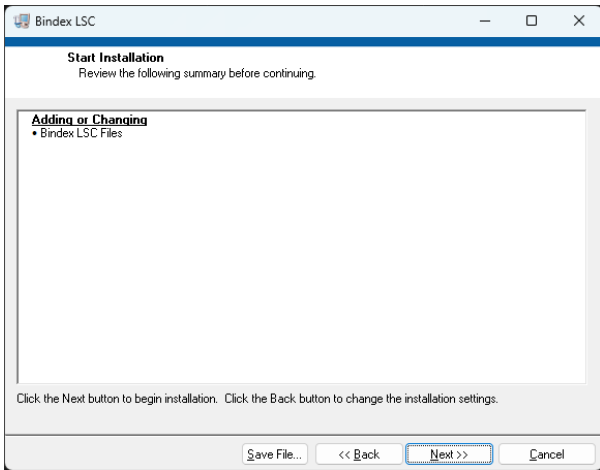 Bindex LSC
Start Installation
Review the following summary before continuing.
Adding or Changing
• Bindex LSC Files
Click the Next button to begin installation. Click the Back button to change the installation settings.
Save File... << Back Next >> Cancel